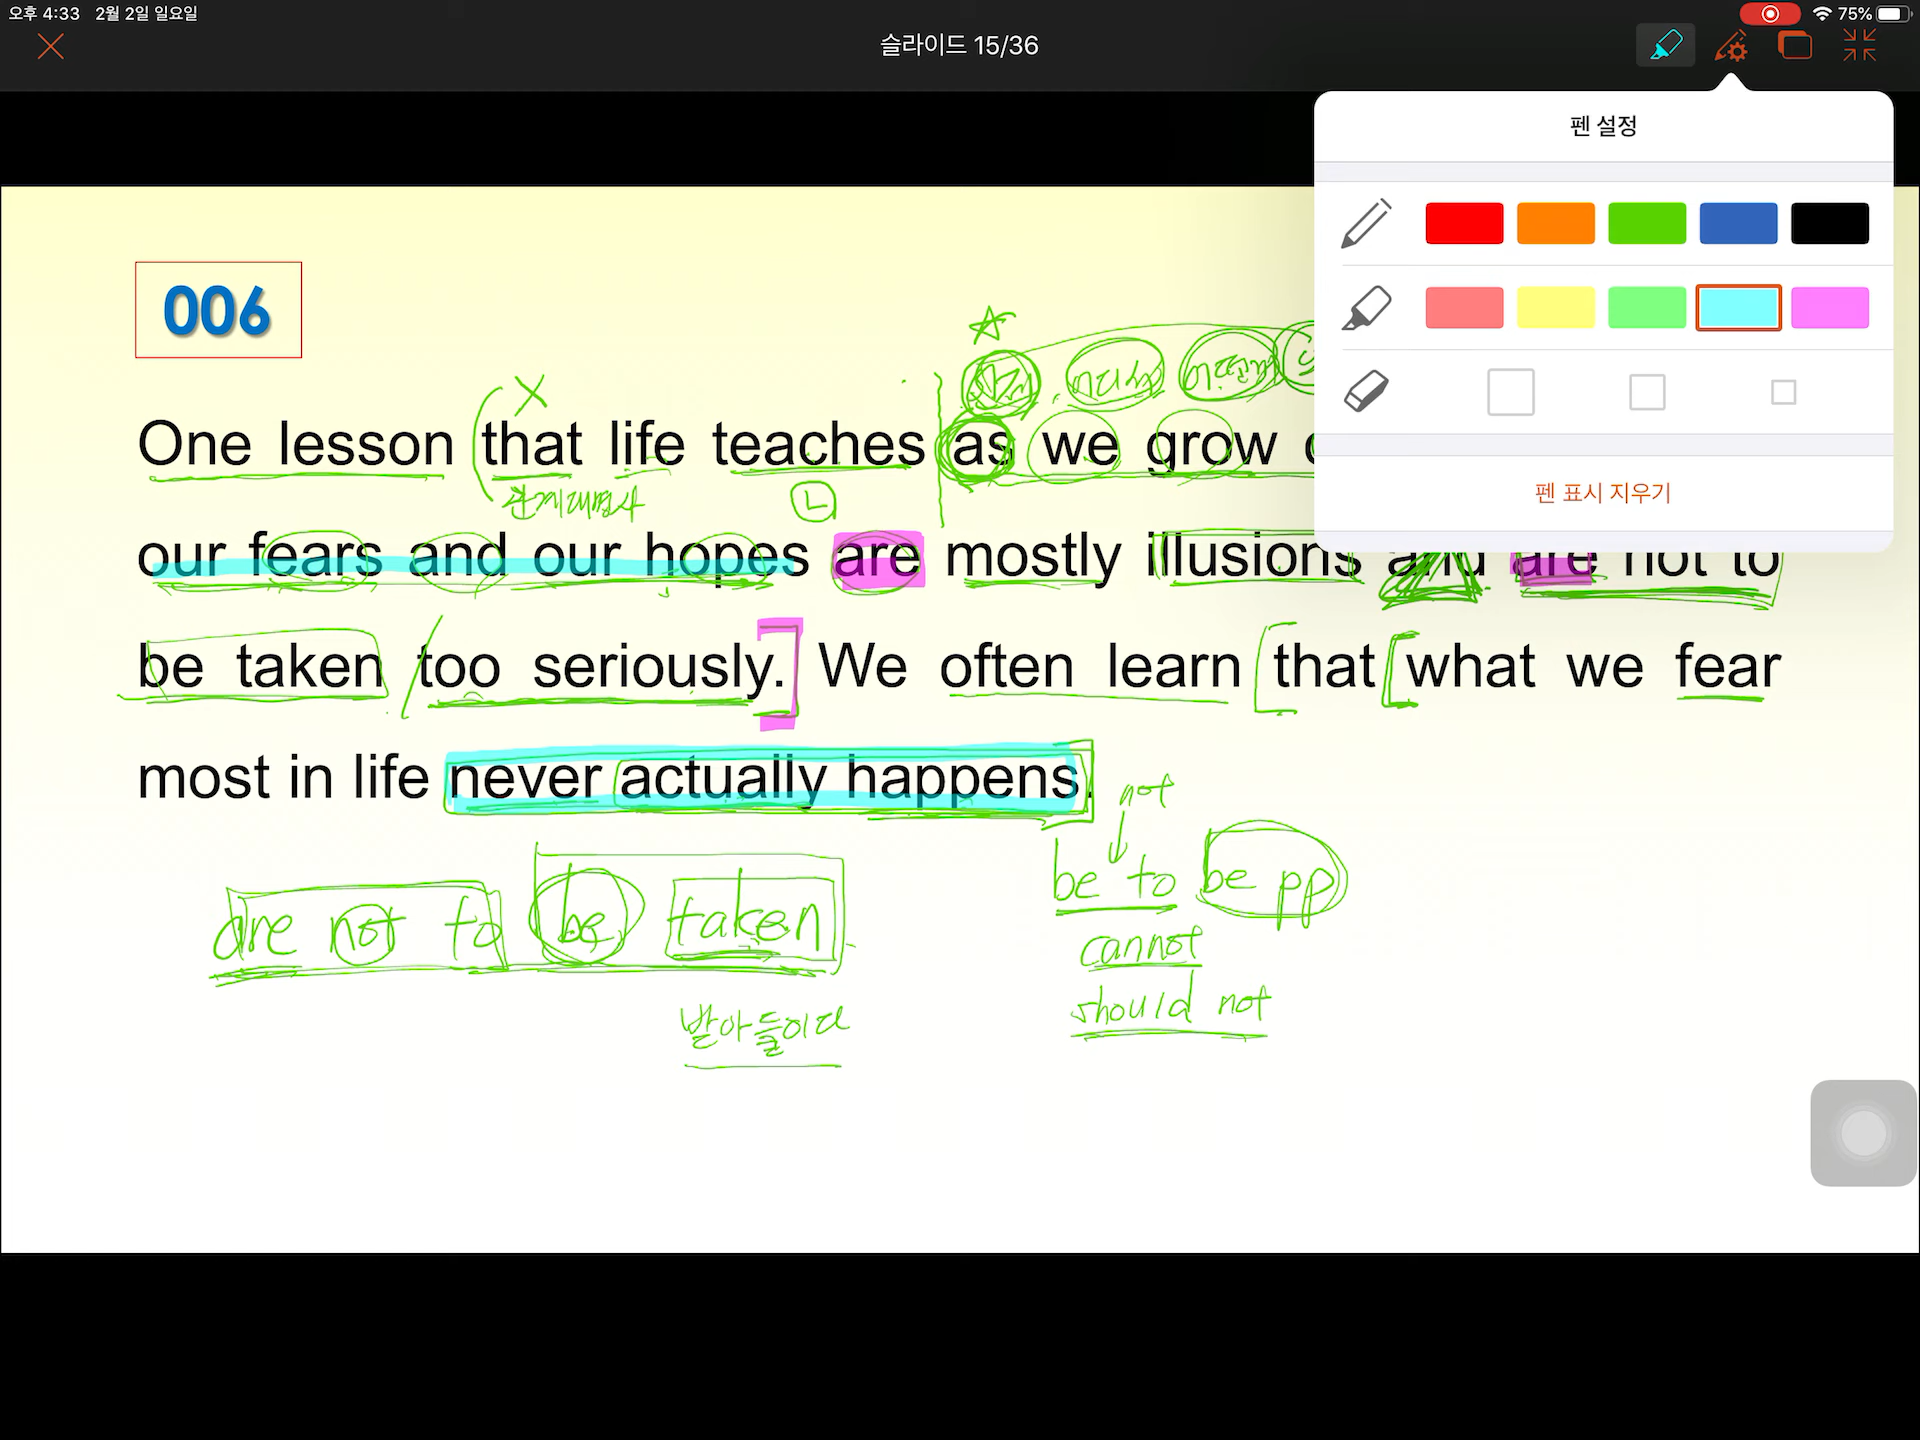 오후 4:33 2월 2일 일요일
75%
슬라이드 15/36
펜 설정
펜 표시 지우기
006
One lesson that life teaches as we grow
관계대명사
L
our fears and our hopes are mostly illusions and are not to
be taken too seriously. We often learn that what we fear
most in life never actually happens.
not
are not to be taken
be to be pp
cannot
should not
받아들이다